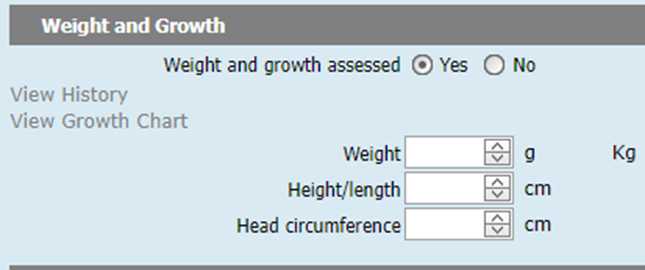 Weight and Growth
Weight and growth assessed Yes No
View History
View Growth Chart
Weight g Kg
Height/length cm
Head circumference cm